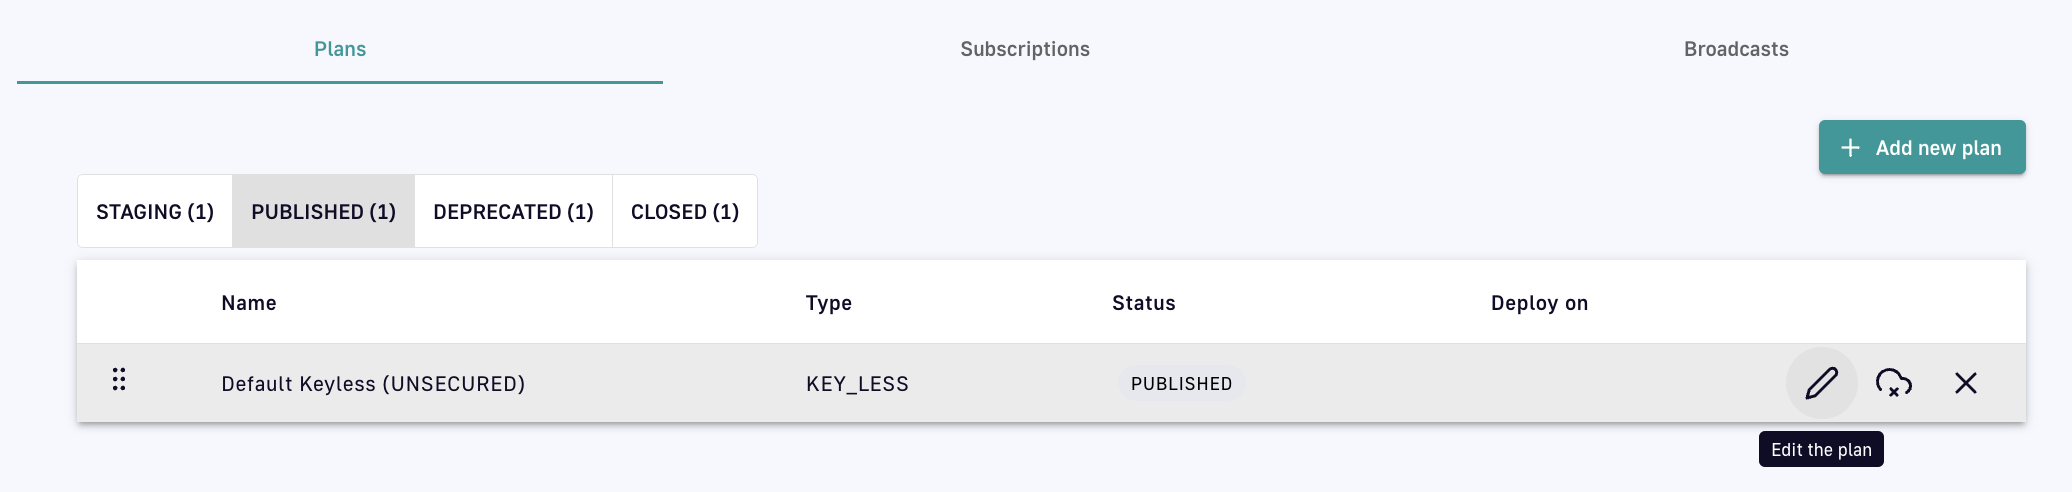 Plans Subscriptions Broadcasts
Add new plan
STAGING (1) PUBLISHED (1) DEPRECATED (1) CLOSED (1)
Name Type Status Deploy on
Default Keyless (UNSECURED) KEY_LESS PUBLISHED
Edit the plan